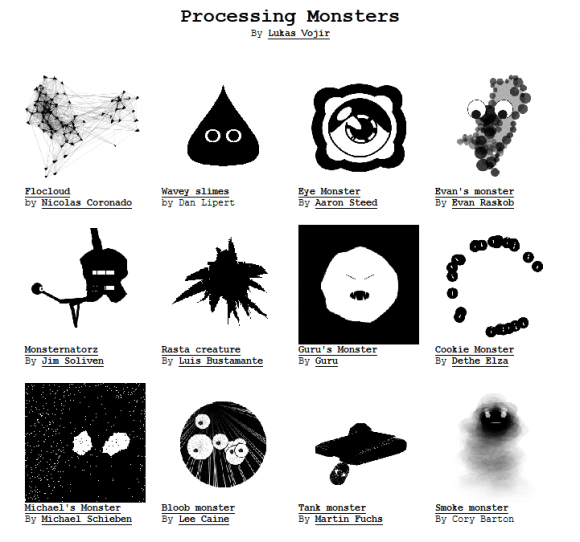 Processing Monsters
By Lukas Vojir
Flocloud
by Nicolas Coronado
Wavey slimes
by Dan Lipert
Eye Monster
By Aaron Steed
Evan's monster
By Evan Raskob
Monsternatorz
By Jim Soliven
Rasta creature
By Luis Bustamante
Guru's Monster
By Guru
Cookie Monster
By Dethe Elza
Michael's Monster
By Michael Schieben
Bloob monster
By Lee Caine
Tank monster
By Martin Fuchs
Smoke monster
By Cory Barton